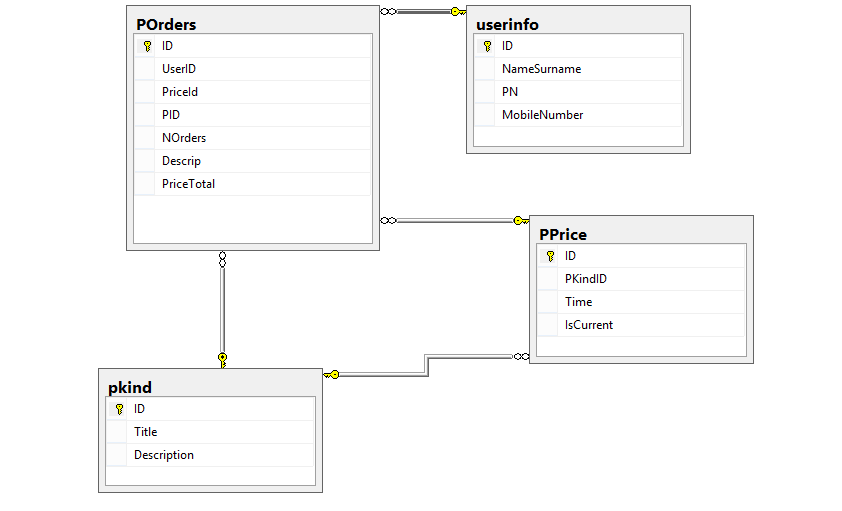 POrders
ID
UserID
PriceId
PID
NOrders
Descrip
PriceTotal
userinfo
ID
NameSurname
PN
MobileNumber
PPrice
ID
PKindID
Time
IsCurrent
pkind
ID
Title
Description